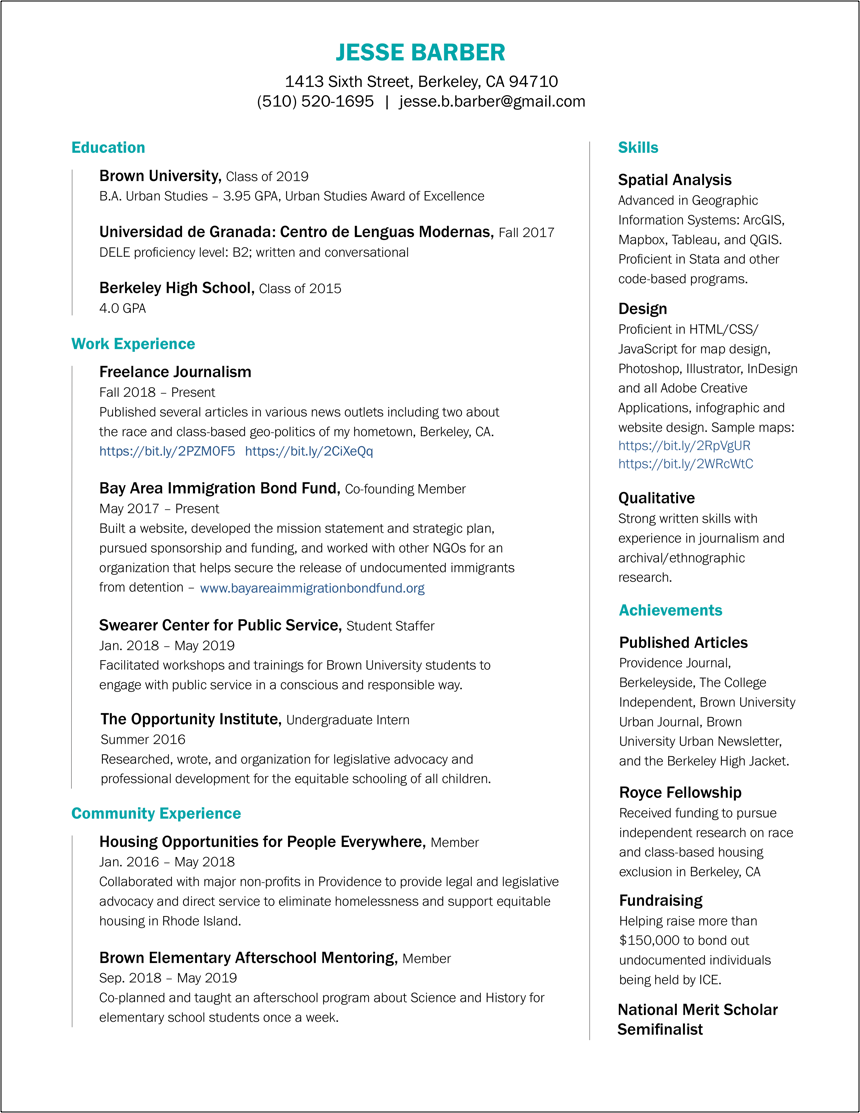 JESSE BARBER
1413 Sixth Street, Berkeley, CA 94710
(510) 520-1695 | jesse.b.barber@gmail.com
Education
Brown University, Class of 2019
B.A. Urban Studies – 3.95 GPA, Urban Studies Award of Excellence
Universidad de Granada: Centro de Lenguas Modernas, Fall 2017
DELE proficiency level: B2; written and conversational
Berkeley High School, Class of 2015
4.0 GPA
Work Experience
Freelance Journalism
Fall 2018 – Present
Published several articles in various news outlets including two about
the race and class-based geo-politics of my hometown, Berkeley, CA.
https://bit.ly/2PZM0F5 https://bit.ly/2CiXeQq
Bay Area Immigration Bond Fund, Co-founding Member
May 2017 – Present
Built a website, developed the mission statement and strategic plan,
pursued sponsorship and funding, and worked with other NGOs for an
organization that helps secure the release of undocumented immigrants
from detention – www.bayareaimmigrationbondfund.org
Swearer Center for Public Service, Student Staffer
Jan. 2018 – May 2019
Facilitated workshops and trainings for Brown University students to
engage with public service in a conscious and responsible way.
The Opportunity Institute, Undergraduate Intern
Summer 2016
Researched, wrote, and organization for legislative advocacy and
professional development for the equitable schooling of all children.
Community Experience
Housing Opportunities for People Everywhere, Member
Jan. 2016 – May 2018
Collaborated with major non-profits in Providence to provide legal and legislative
advocacy and direct service to eliminate homelessness and support equitable
housing in Rhode Island.
Brown Elementary Afterschool Mentoring, Member
Sep. 2018 – May 2019
Co-planned and taught an afterschool program about Science and History for
elementary school students once a week.
Skills
Spatial Analysis
Advanced in Geographic
Information Systems: ArcGIS,
Mapbox, Tableau, and QGIS.
Proficient in Stata and other
code-based programs.
Design
Proficient in HTML/CSS/
JavaScript for map design,
Photoshop, Illustrator, InDesign
and all Adobe Creative
Applications, infographic and
website design. Sample maps:
https://bit.ly/2RpVgUR
https://bit.ly/2WRcWtC
Qualitative
Strong written skills with
experience in journalism and
archival/ethnographic
research.
Achievements
Published Articles
Providence Journal,
Berkeleyside, The College
Independent, Brown University
Urban Journal, Brown
University Urban Newsletter,
and the Berkeley High Jacket.
Royce Fellowship
Received funding to pursue
independent research on race
and class-based housing
exclusion in Berkeley, CA
Fundraising
Helping raise more than
$150,000 to bond out
undocumented individuals
being held by ICE.
National Merit Scholar
Semifinalist